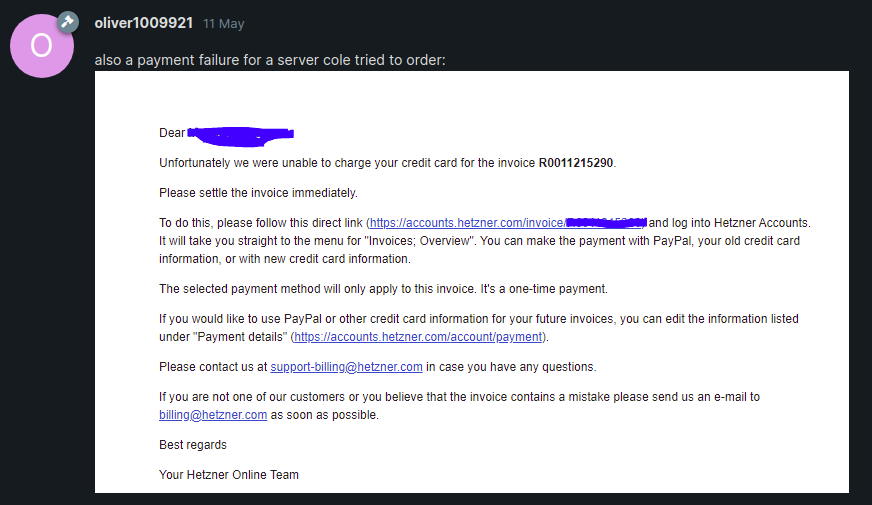 O
oliver1009921 11 May
also a payment failure for a server cole tried to order:
Dear
Unfortunately we were unable to charge your credit card for the invoice R0011215290.
Please settle the invoice immediately.
To do this, please follow this direct link (https://accounts.hetzner.com/invoice/ and log into Hetzner Accounts.
It will take you straight to the menu for "Invoices; Overview". You can make the payment with PayPal, your old credit card
information, or with new credit card information.
The selected payment method will only apply to this invoice. It's a one-time payment.
If you would like to use PayPal or other credit card information for your future invoices, you can edit the information listed
under "Payment details" (https://accounts.hetzner.com/account/payment).
Please contact us at support-billing@hetzner.com in case you have any questions.
If you are not one of our customers or you believe that the invoice contains a mistake please send us an e-mail to
billing@hetzner.com as soon as possible.
Best regards
Your Hetzner Online Team